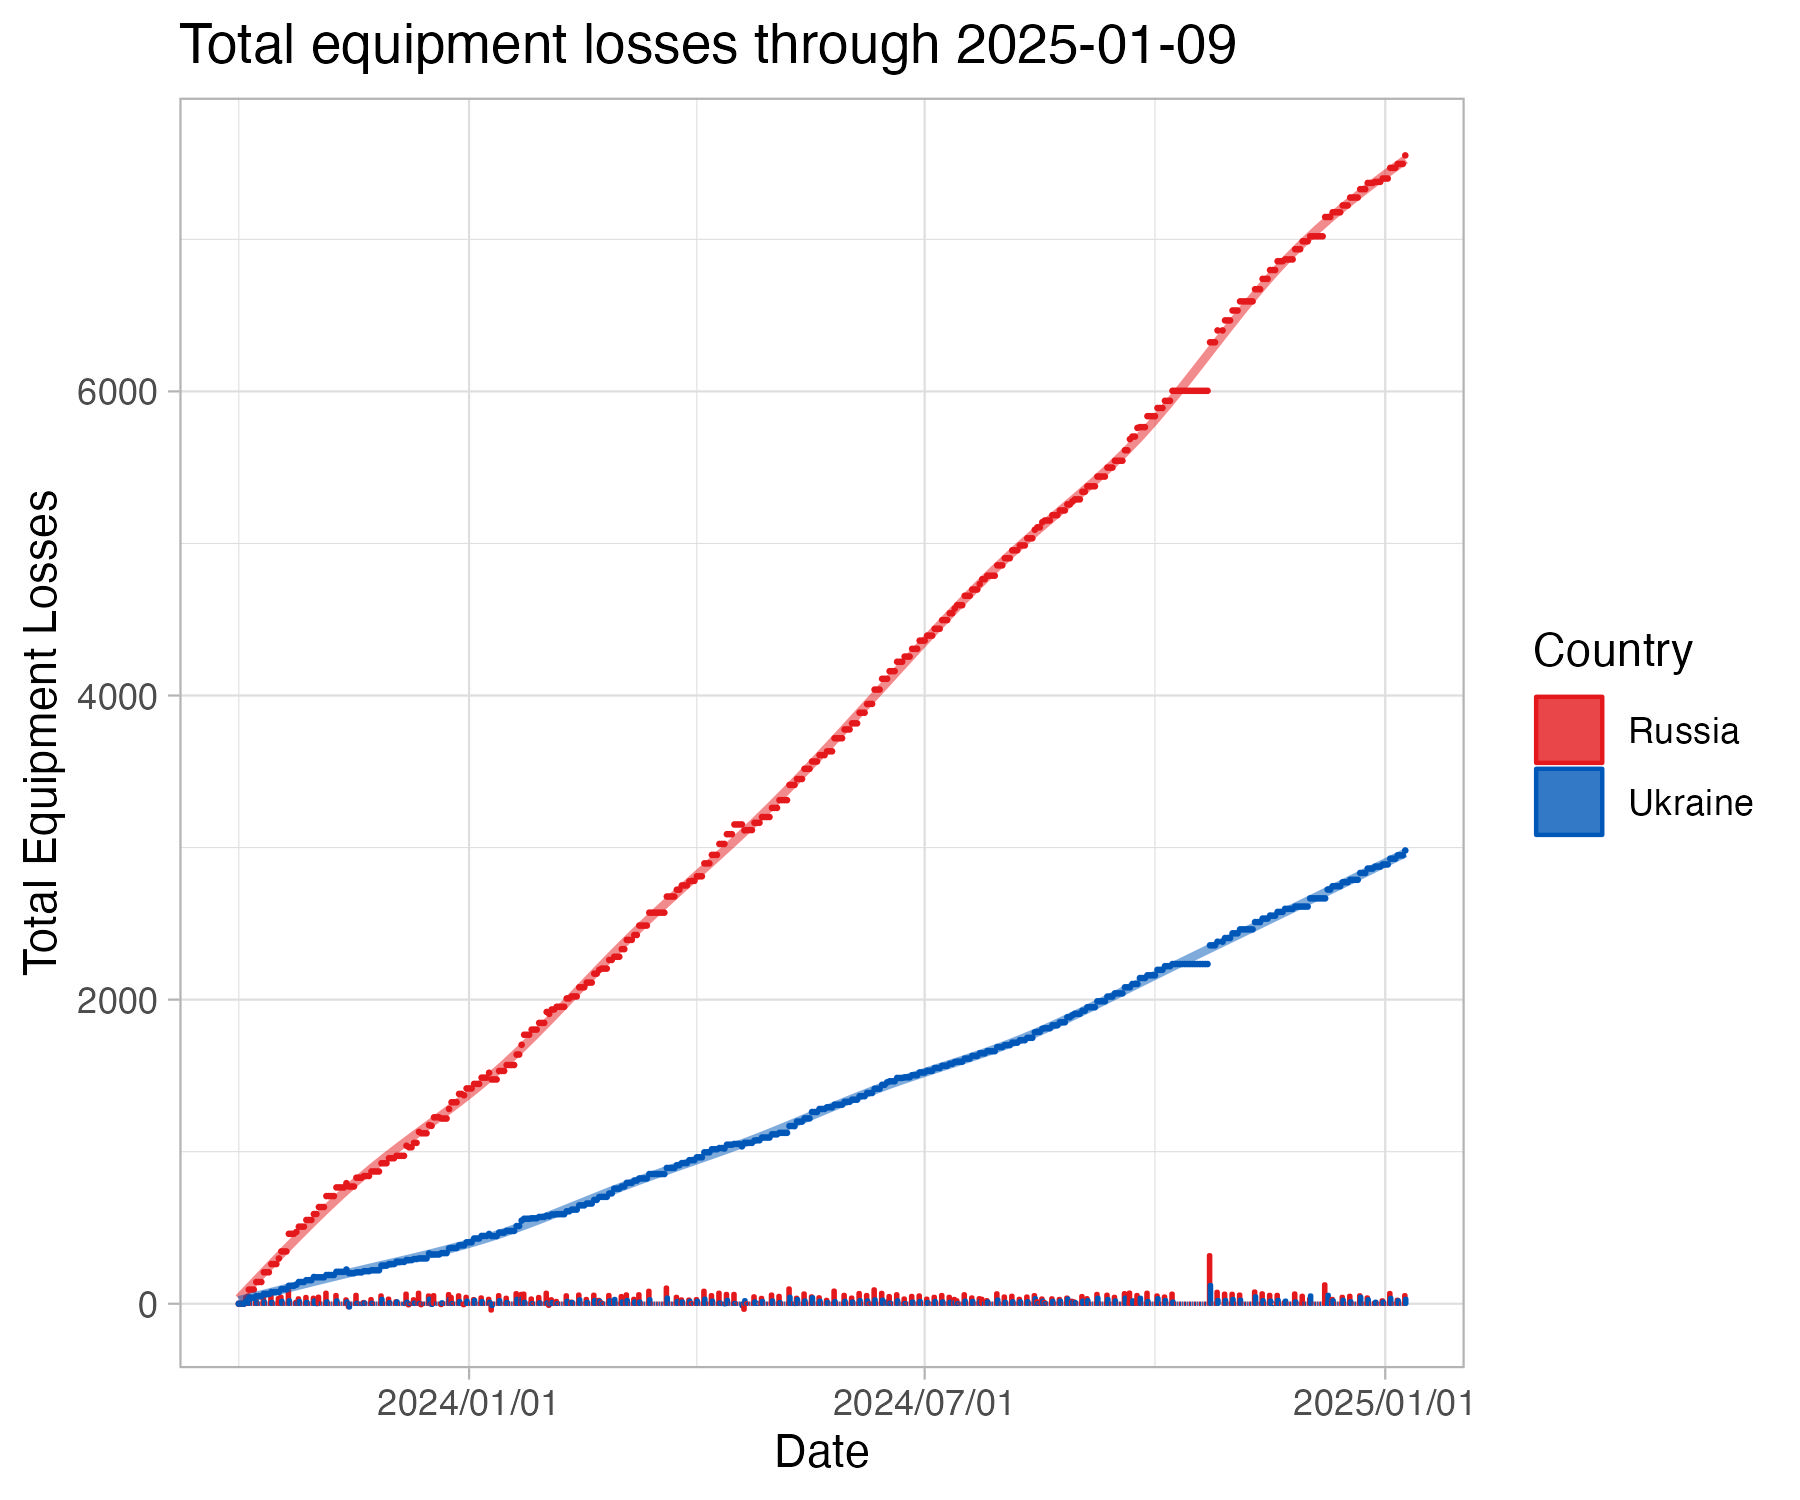 Total equipment losses through 2025-01-09
Total Equipment Losses
6000
4000
2000
0
2024/01/01
2024/07/01
2025/01/01
Date
Country
Russia
Ukraine